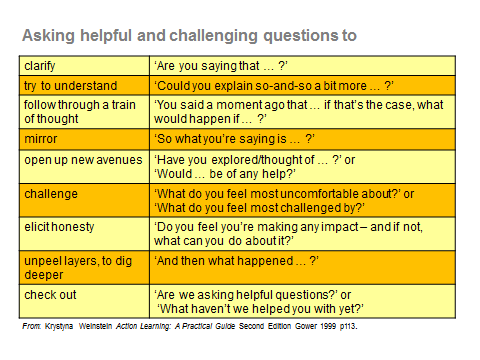 Asking helpful and challenging questions to
clarify ‘Are you saying that … ?’
try to understand ‘Could you explain so-and-so a bit more … ?’
follow through a train ‘You said a moment ago that … if that’s the case, what
of thought would happen if … ?’
mirror ‘So what you’re saying is … ?’
open up new avenues ‘Have you explored/thought of … ?’ or
‘Would … be of any help?’
challenge ‘What do you feel most uncomfortable about?’ or
‘What do you feel most challenged by?’
elicit honesty ‘Do you feel you’re making any impact – and if not,
what can you do about it?’
unpeel layers, to dig ‘And then what happened … ?’
deeper
check out ‘Are we asking helpful questions?’ or
‘What haven’t we helped you with yet?’
From: Krystyna Weinstein Action Learning: A Practical Guide Second Edition Gower 1999 p113.